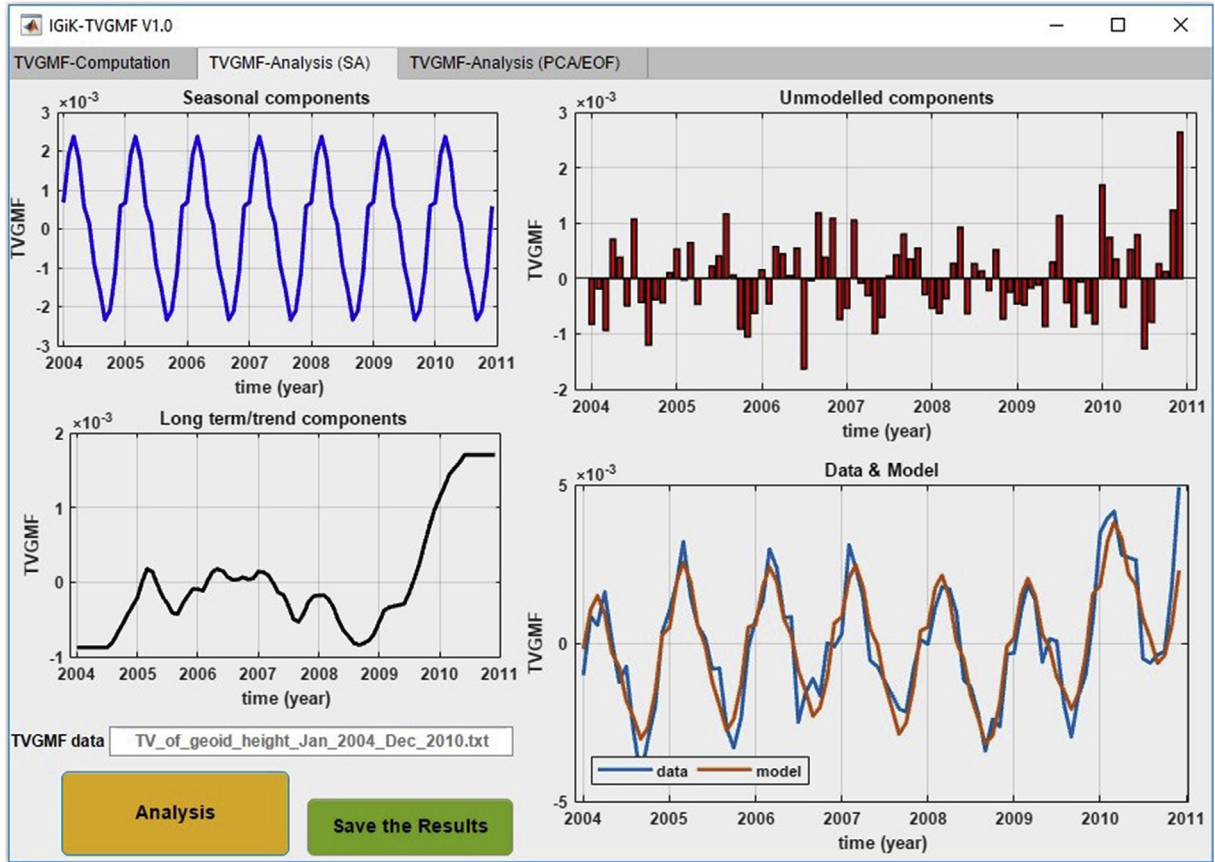 IGiK-TVGMF V1.0
TVGMF-Computation
TVGMF-Analysis (SA)
TVGMF-Analysis (PCA/EOF)
×10-3
Seasonal components
3
2
1
0
-1
-2
-3
TVGMF
2004 2005 2006 2007 2008 2009 2010 2011
time (year)
×10-3
Unmodelled components
3
2
1
0
-1
-2
TVGMF
2004 2005 2006 2007 2008 2009 2010 2011
time (year)
×10-3
Long term/trend components
2
1
0
-1
TVGMF
2004 2005 2006 2007 2008 2009 2010
time (year)
×10-3
Data & Model
5
0
-5
TVGMF
data
model
2004 2005 2006 2007 2008 2009 2010 2011
time (year)
TVGMF data
TV_of_geoid_height_Jan_2004_Dec_2010.txt
Analysis
Save the Results